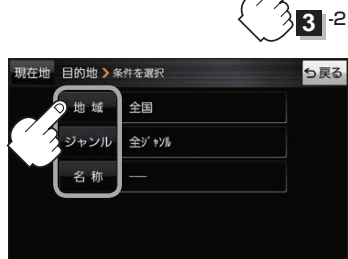 3 -2
現在地 目的地 > 条件を選択 戻る
地域 全国
ジャンル 全ｼﾞｬﾝﾙ
名称 ---